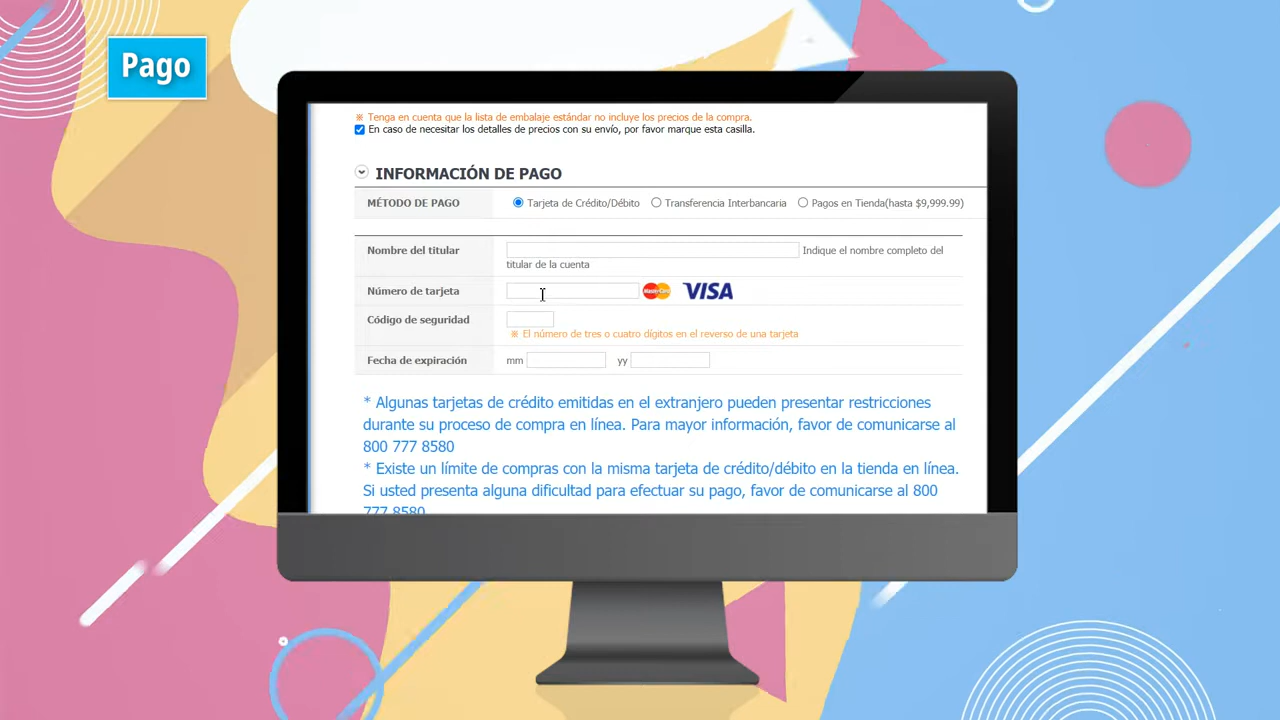 Pago
※ Tenga en cuenta que la lista de embalaje estándar no incluye los precios de la compra.
En caso de necesitar los detalles de precios con su envío, por favor marque esta casilla.
INFORMACIÓN DE PAGO
MÉTODO DE PAGO Tarjeta de Crédito/Débito Transferencia Interbancaria Pagos en Tienda(hasta $9,999.99)
Nombre del titular Indique el nombre completo del
titular de la cuenta
Número de tarjeta MasterCard VISA
Código de seguridad
※ El número de tres o cuatro dígitos en el reverso de una tarjeta
Fecha de expiración mm yy
* Algunas tarjetas de crédito emitidas en el extranjero pueden presentar restricciones
durante su proceso de compra en línea. Para mayor información, favor de comunicarse al
800 777 8580
* Existe un límite de compras con la misma tarjeta de crédito/débito en la tienda en línea.
Si usted presenta alguna dificultad para efectuar su pago, favor de comunicarse al 800
777 8580